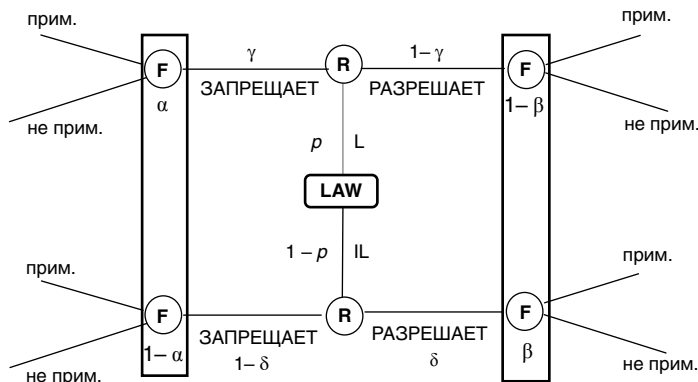 прим.
прим.
γ
1– γ
F
R
F
ЗАПРЕЩАЕТ
РАЗРЕШАЕТ
α
1– β
не прим.
не прим.
p
L
LAW
1 – p
IL
прим.
прим.
F
R
F
ЗАПРЕЩАЕТ
РАЗРЕШАЕТ
1– α
1– δ
δ
β
не прим.
не прим.